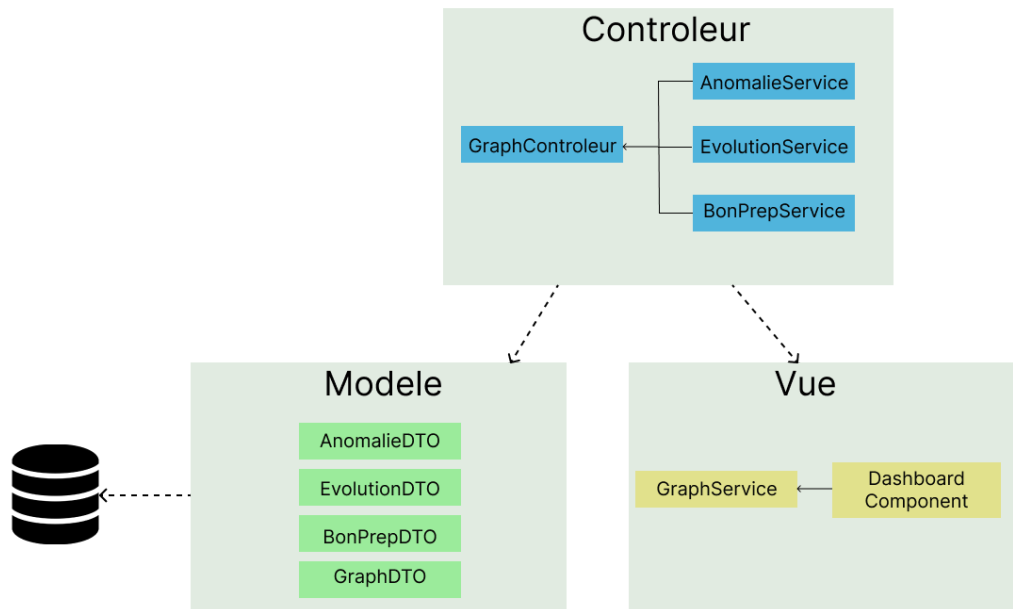 Controleur
AnomalieService
GraphControleur
EvolutionService
BonPrepService
Modele
AnomalieDTO
EvolutionDTO
BonPrepDTO
GraphDTO
Vue
GraphService
Dashboard
Component